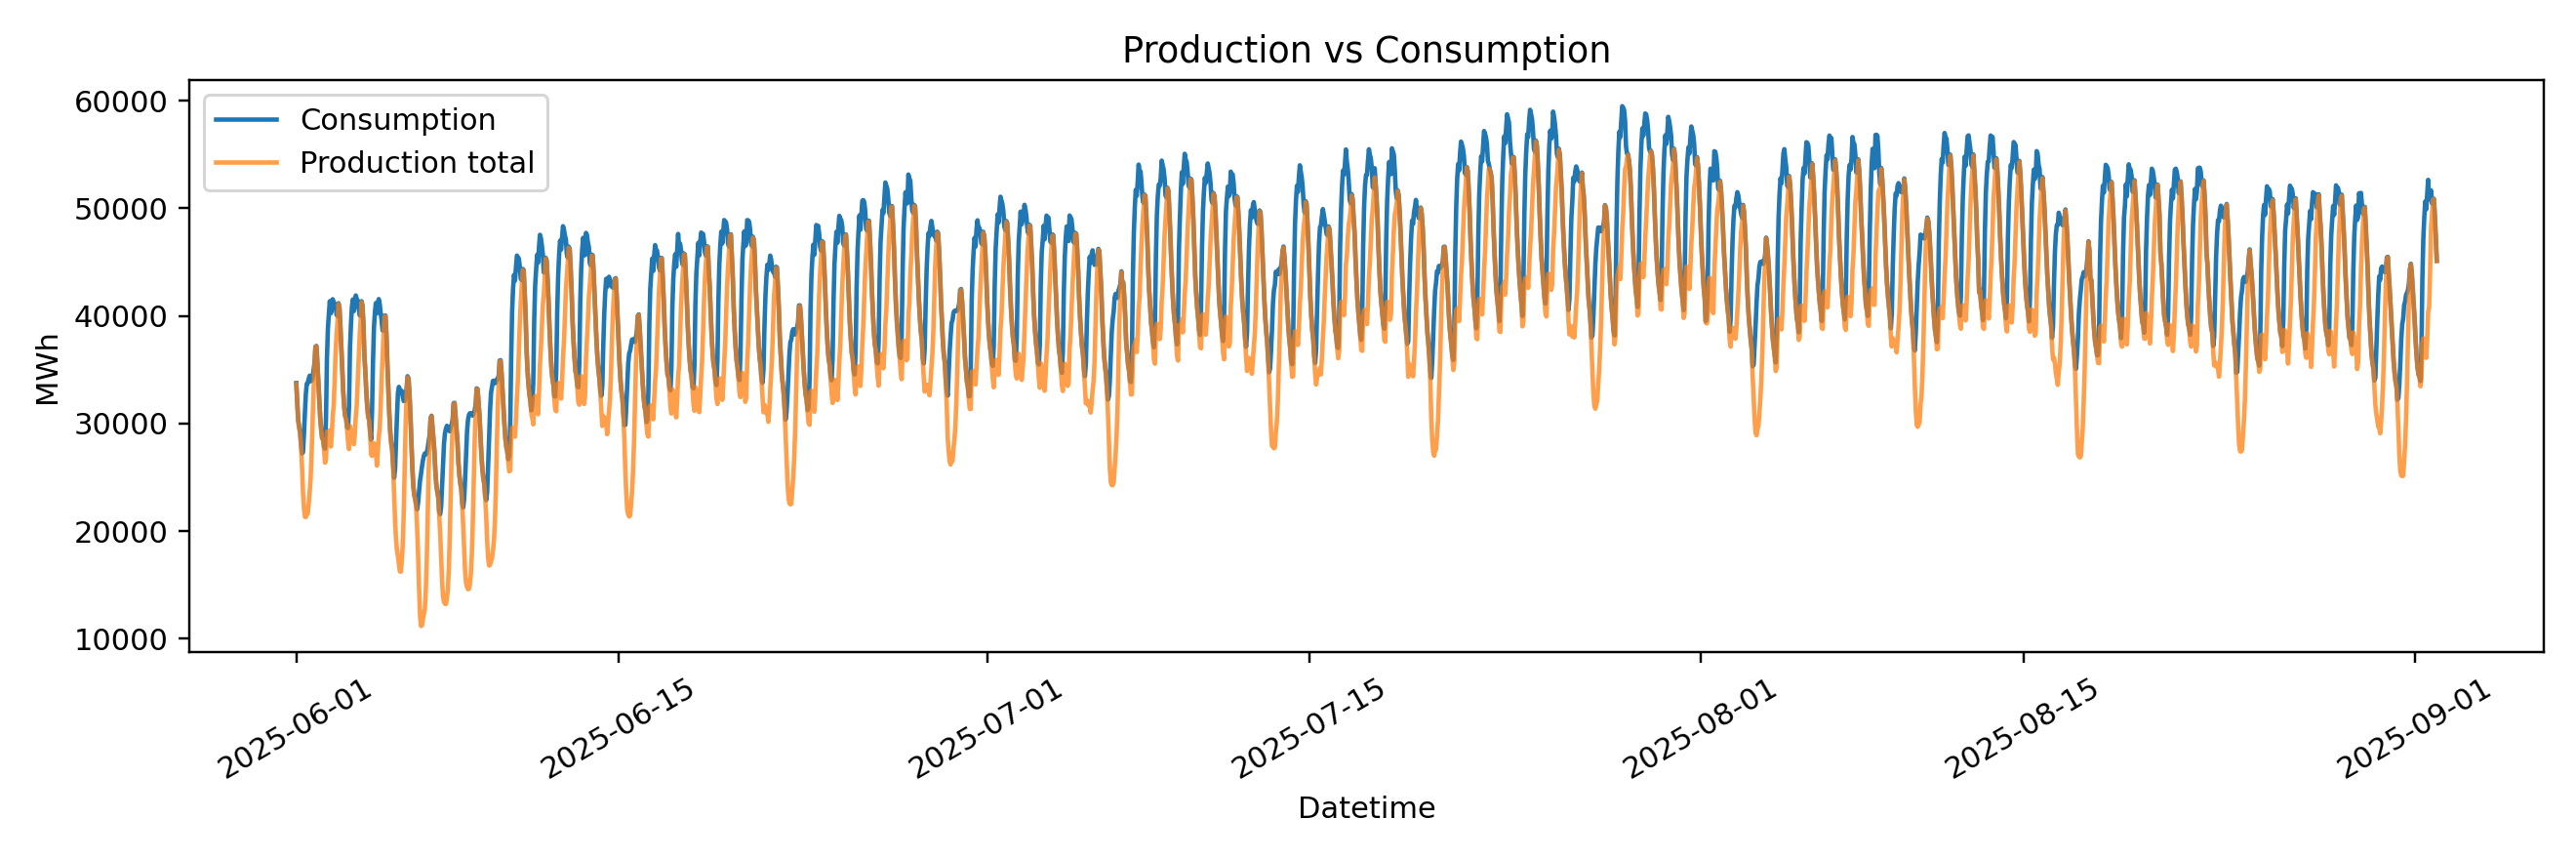 Production vs Consumption
Consumption
Production total
60000
50000
40000
30000
20000
10000
MWh
2025-06-01
2025-06-15
2025-07-01
2025-07-15
2025-08-01
2025-08-15
2025-09-01
Datetime